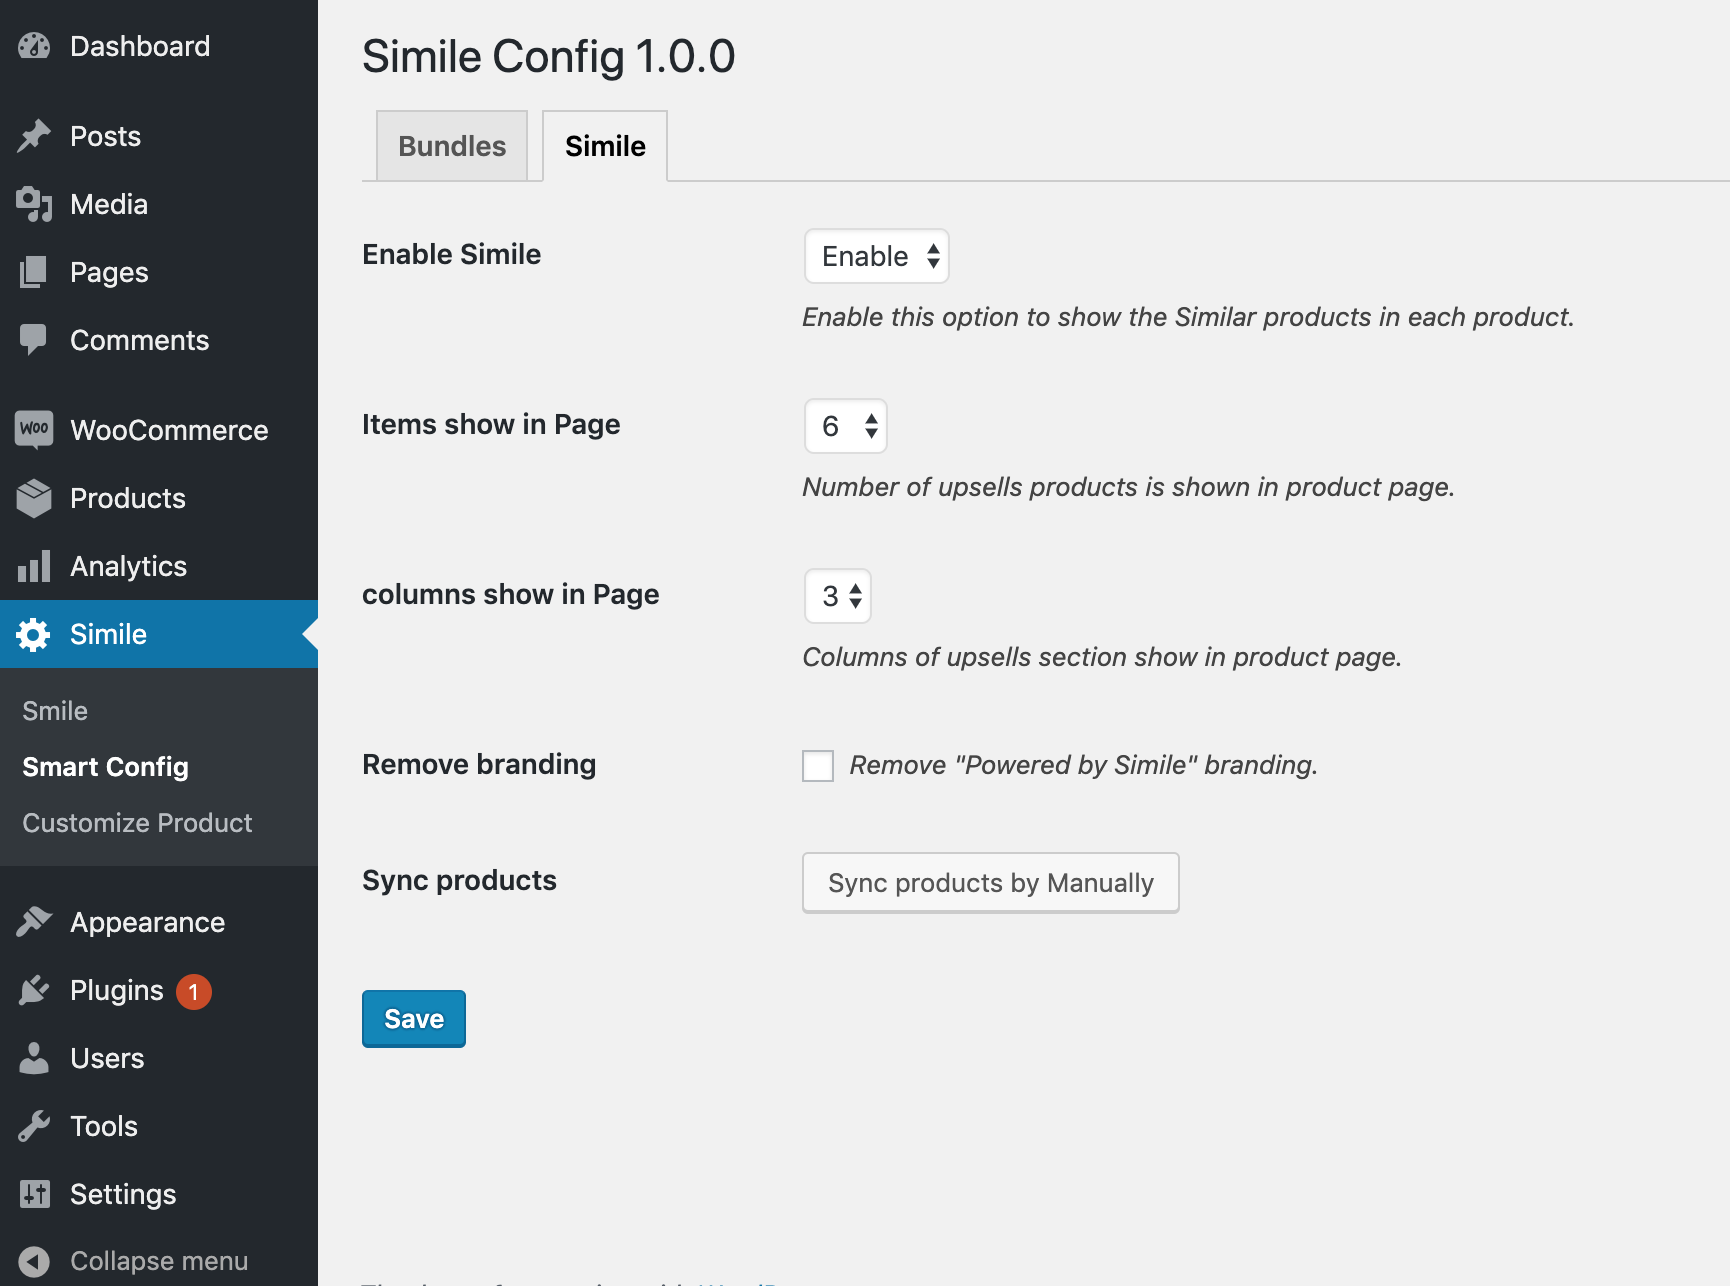 Dashboard
Posts
Media
Pages
Comments
WOO WooCommerce
Products
Analytics
Simile
Smile
Smart Config
Customize Product
Appearance
Plugins 1
Users
Tools
Settings
Collapse menu
Simile Config 1.0.0
Bundles Simile
Enable Simile Enable
Enable this option to show the Similar products in each product.
Items show in Page 6
Number of upsells products is shown in product page.
columns show in Page 3
Columns of upsells section show in product page.
Remove branding Remove "Powered by Simile" branding.
Sync products Sync products by Manually
Save